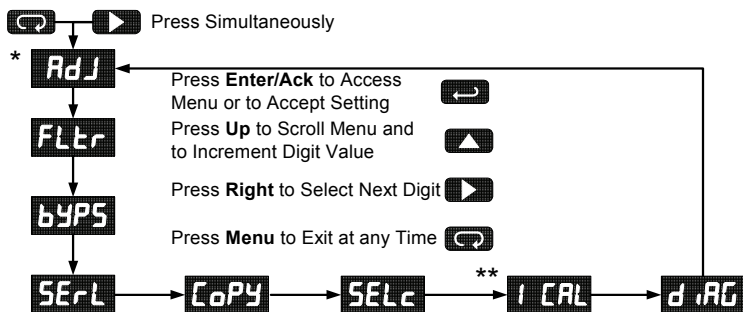 Press Simultaneously
* AdJ
Press Enter/Ack to Access
Menu or to Accept Setting
FLtr
Press Up to Scroll Menu and
to Increment Digit Value
Press Right to Select Next Digit
bYPS
Press Menu to Exit at any Time
SErL CoPY SELc ** I CAL diAG